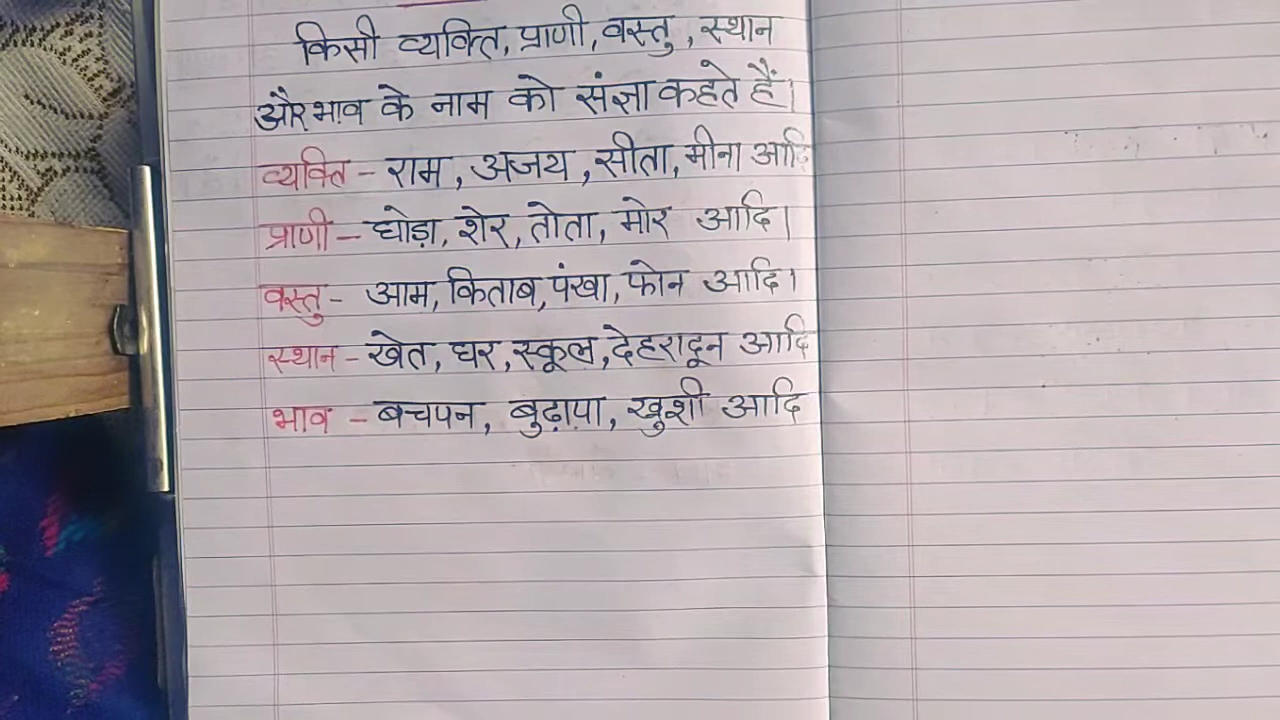 किसी व्यक्ति, प्राणी, वस्तु, स्थान
और भाव के नाम को संज्ञा कहते हैं।
व्यक्ति - राम, अजय, सीता, मीना आदि
प्राणी - घोड़ा, शेर, तोता, मोर आदि।
वस्तु - आम, किताब, पंखा, फोन आदि।
स्थान - खेत, घर, स्कूल, देहरादून आदि
भाव - बचपन, बुढ़ापा, खुशी आदि